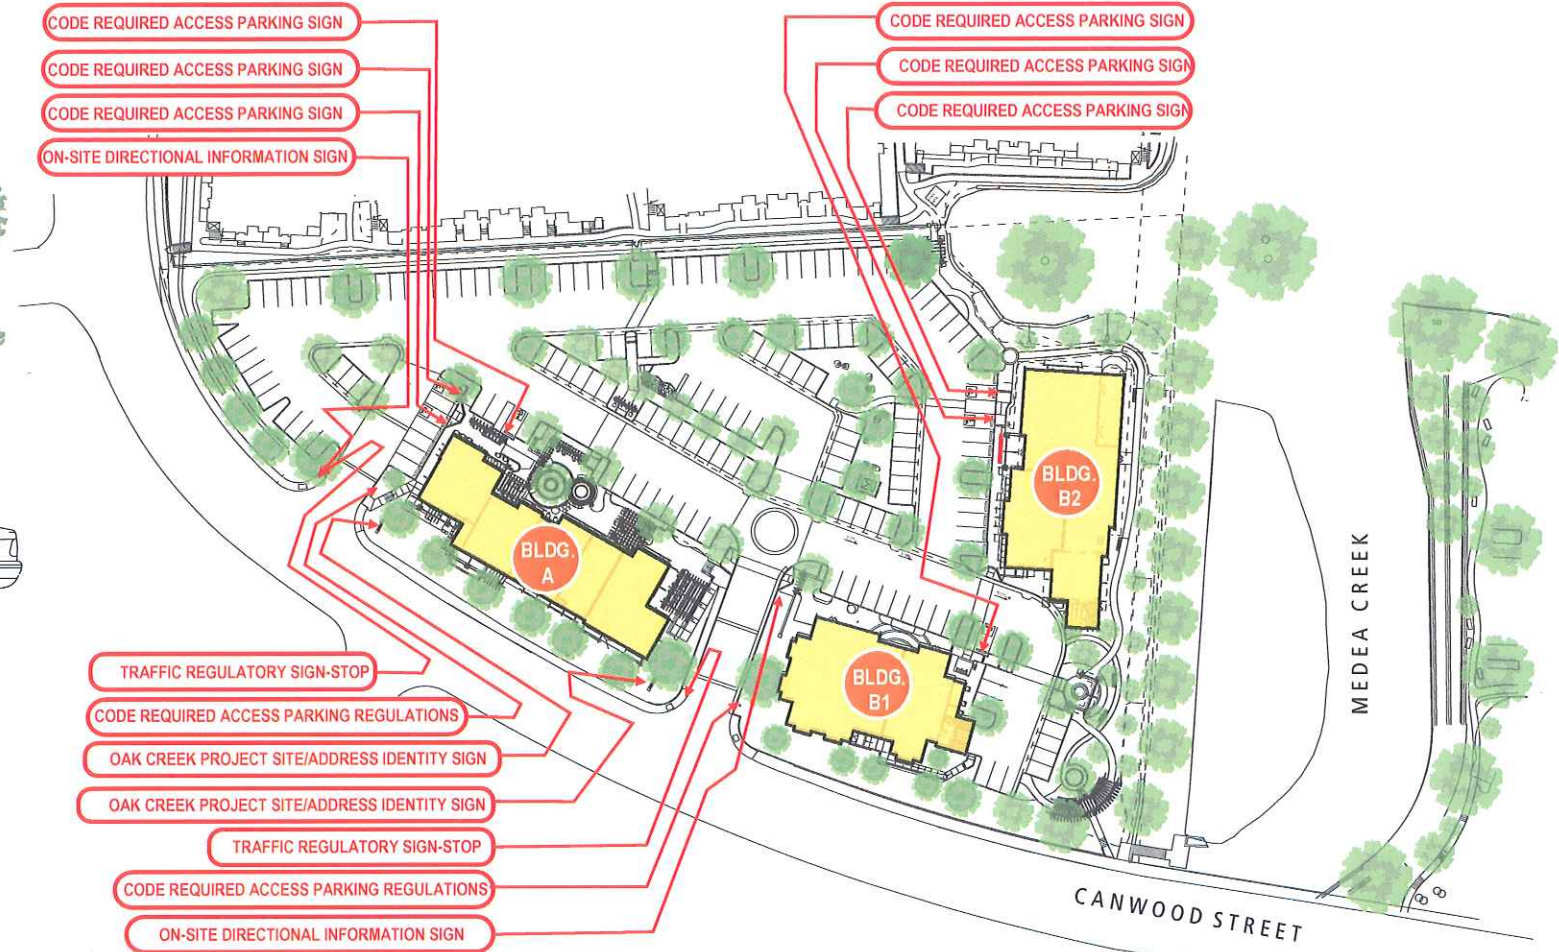 CODE REQUIRED ACCESS PARKING SIGN
CODE REQUIRED ACCESS PARKING SIGN
CODE REQUIRED ACCESS PARKING SIGN
ON-SITE DIRECTIONAL INFORMATION SIGN
CODE REQUIRED ACCESS PARKING SIGN
CODE REQUIRED ACCESS PARKING SIGN
CODE REQUIRED ACCESS PARKING SIGN
BLDG.
B2
BLDG.
A
BLDG.
B1
MEDEA CREEK
TRAFFIC REGULATORY SIGN-STOP
CODE REQUIRED ACCESS PARKING REGULATIONS
OAK CREEK PROJECT SITE/ADDRESS IDENTITY SIGN
OAK CREEK PROJECT SITE/ADDRESS IDENTITY SIGN
TRAFFIC REGULATORY SIGN-STOP
CODE REQUIRED ACCESS PARKING REGULATIONS
ON-SITE DIRECTIONAL INFORMATION SIGN
CANWOOD STREET